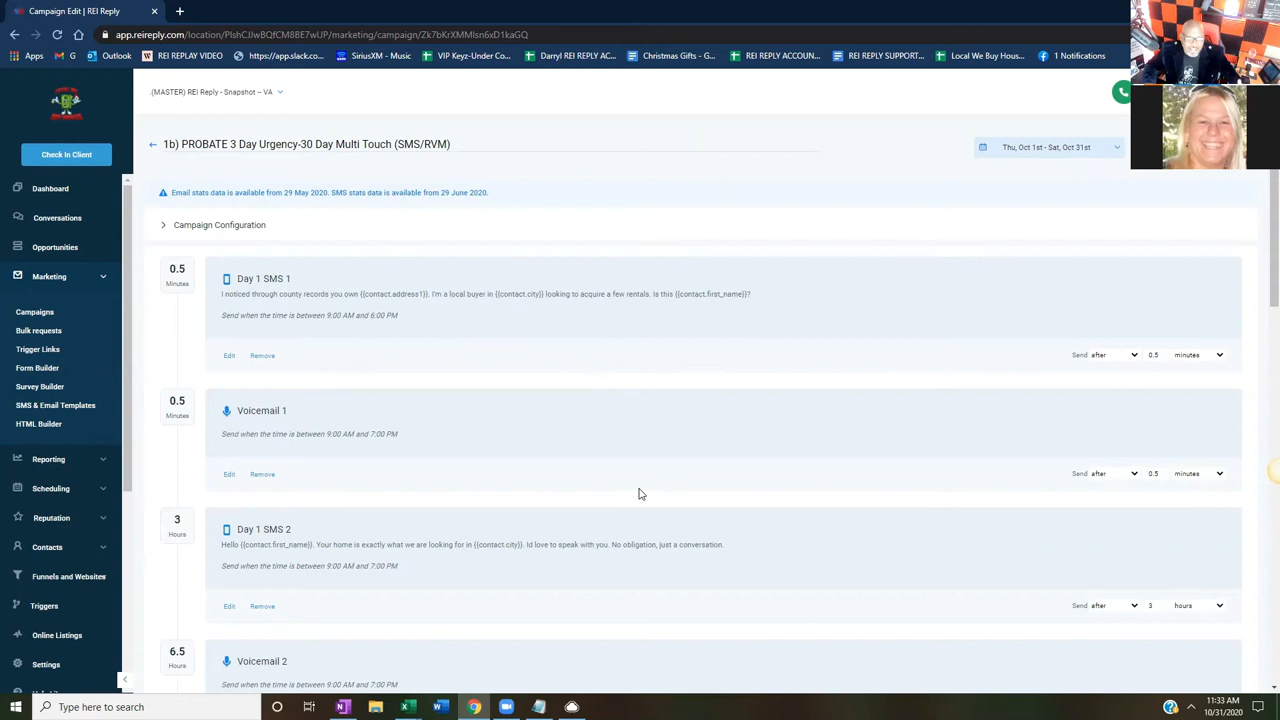 Campaign Edit | REI Reply
app.reireply.com/location/PlshCJJwBQfCM88E7wUP/marketing/campaign/Zk7bKrXMMIsn6xD1kaGQ
Apps
G
Outlook
REI REPLAY VIDEO
https://app.slack.co...
SiriusXM - Music
VIP Keyz-Under Co...
Darryl REI REPLY AC...
Christmas Gifts - G...
REI REPLY ACCOUN...
REI REPLY SUPPORT...
Local We Buy Hous...
1 Notifications
.(MASTER) REI Reply - Snapshot -- VA
Check In Client
Dashboard
Conversations
Opportunities
Marketing
Campaigns
Bulk requests
Trigger Links
Form Builder
Survey Builder
SMS & Email Templates
HTML Builder
Reporting
Scheduling
Reputation
Contacts
Funnels and Websites
Triggers
Online Listings
Settings
1b) PROBATE 3 Day Urgency-30 Day Multi Touch (SMS/RVM)
Thu, Oct 1st - Sat, Oct 31st
Email stats data is available from 29 May 2020. SMS stats data is available from 29 June 2020.
Campaign Configuration
0.5
Minutes
Day 1 SMS 1
I noticed through county records you own {{contact.address1}}. I'm a local buyer in {{contact.city}} looking to acquire a few rentals. Is this {{contact.first_name}}?
Send when the time is between 9:00 AM and 6:00 PM
Edit Remove
Send after 0.5 minutes
0.5
Minutes
Voicemail 1
Send when the time is between 9:00 AM and 7:00 PM
Edit Remove
Send after 0.5 minutes
3
Hours
Day 1 SMS 2
Hello {{contact.first_name}}. Your home is exactly what we are looking for in {{contact.city}}. Id love to speak with you. No obligation, just a conversation.
Send when the time is between 9:00 AM and 7:00 PM
Edit Remove
Send after 3 hours
6.5
Hours
Voicemail 2
Send when the time is between 9:00 AM and 7:00 PM
Type here to search
11:33 AM
10/31/2020